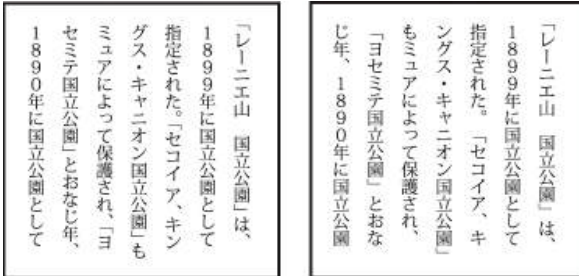 「レーニエ山　国立公園」は、
1899年に国立公園として
指定された。「セコイア、キン
グス・キャニオン国立公園」も
ミュアによって保護され、「ヨ
セミテ国立公園」とおなじ年、
1890年に国立公園として
「レーニエ山　国立公園」は、
1899年に国立公園として
指定された。「セコイア、キ
ングス・キャニオン国立公園」
もミュアによって保護され、
「ヨセミテ国立公園」とおな
じ年、1890年に国立公園